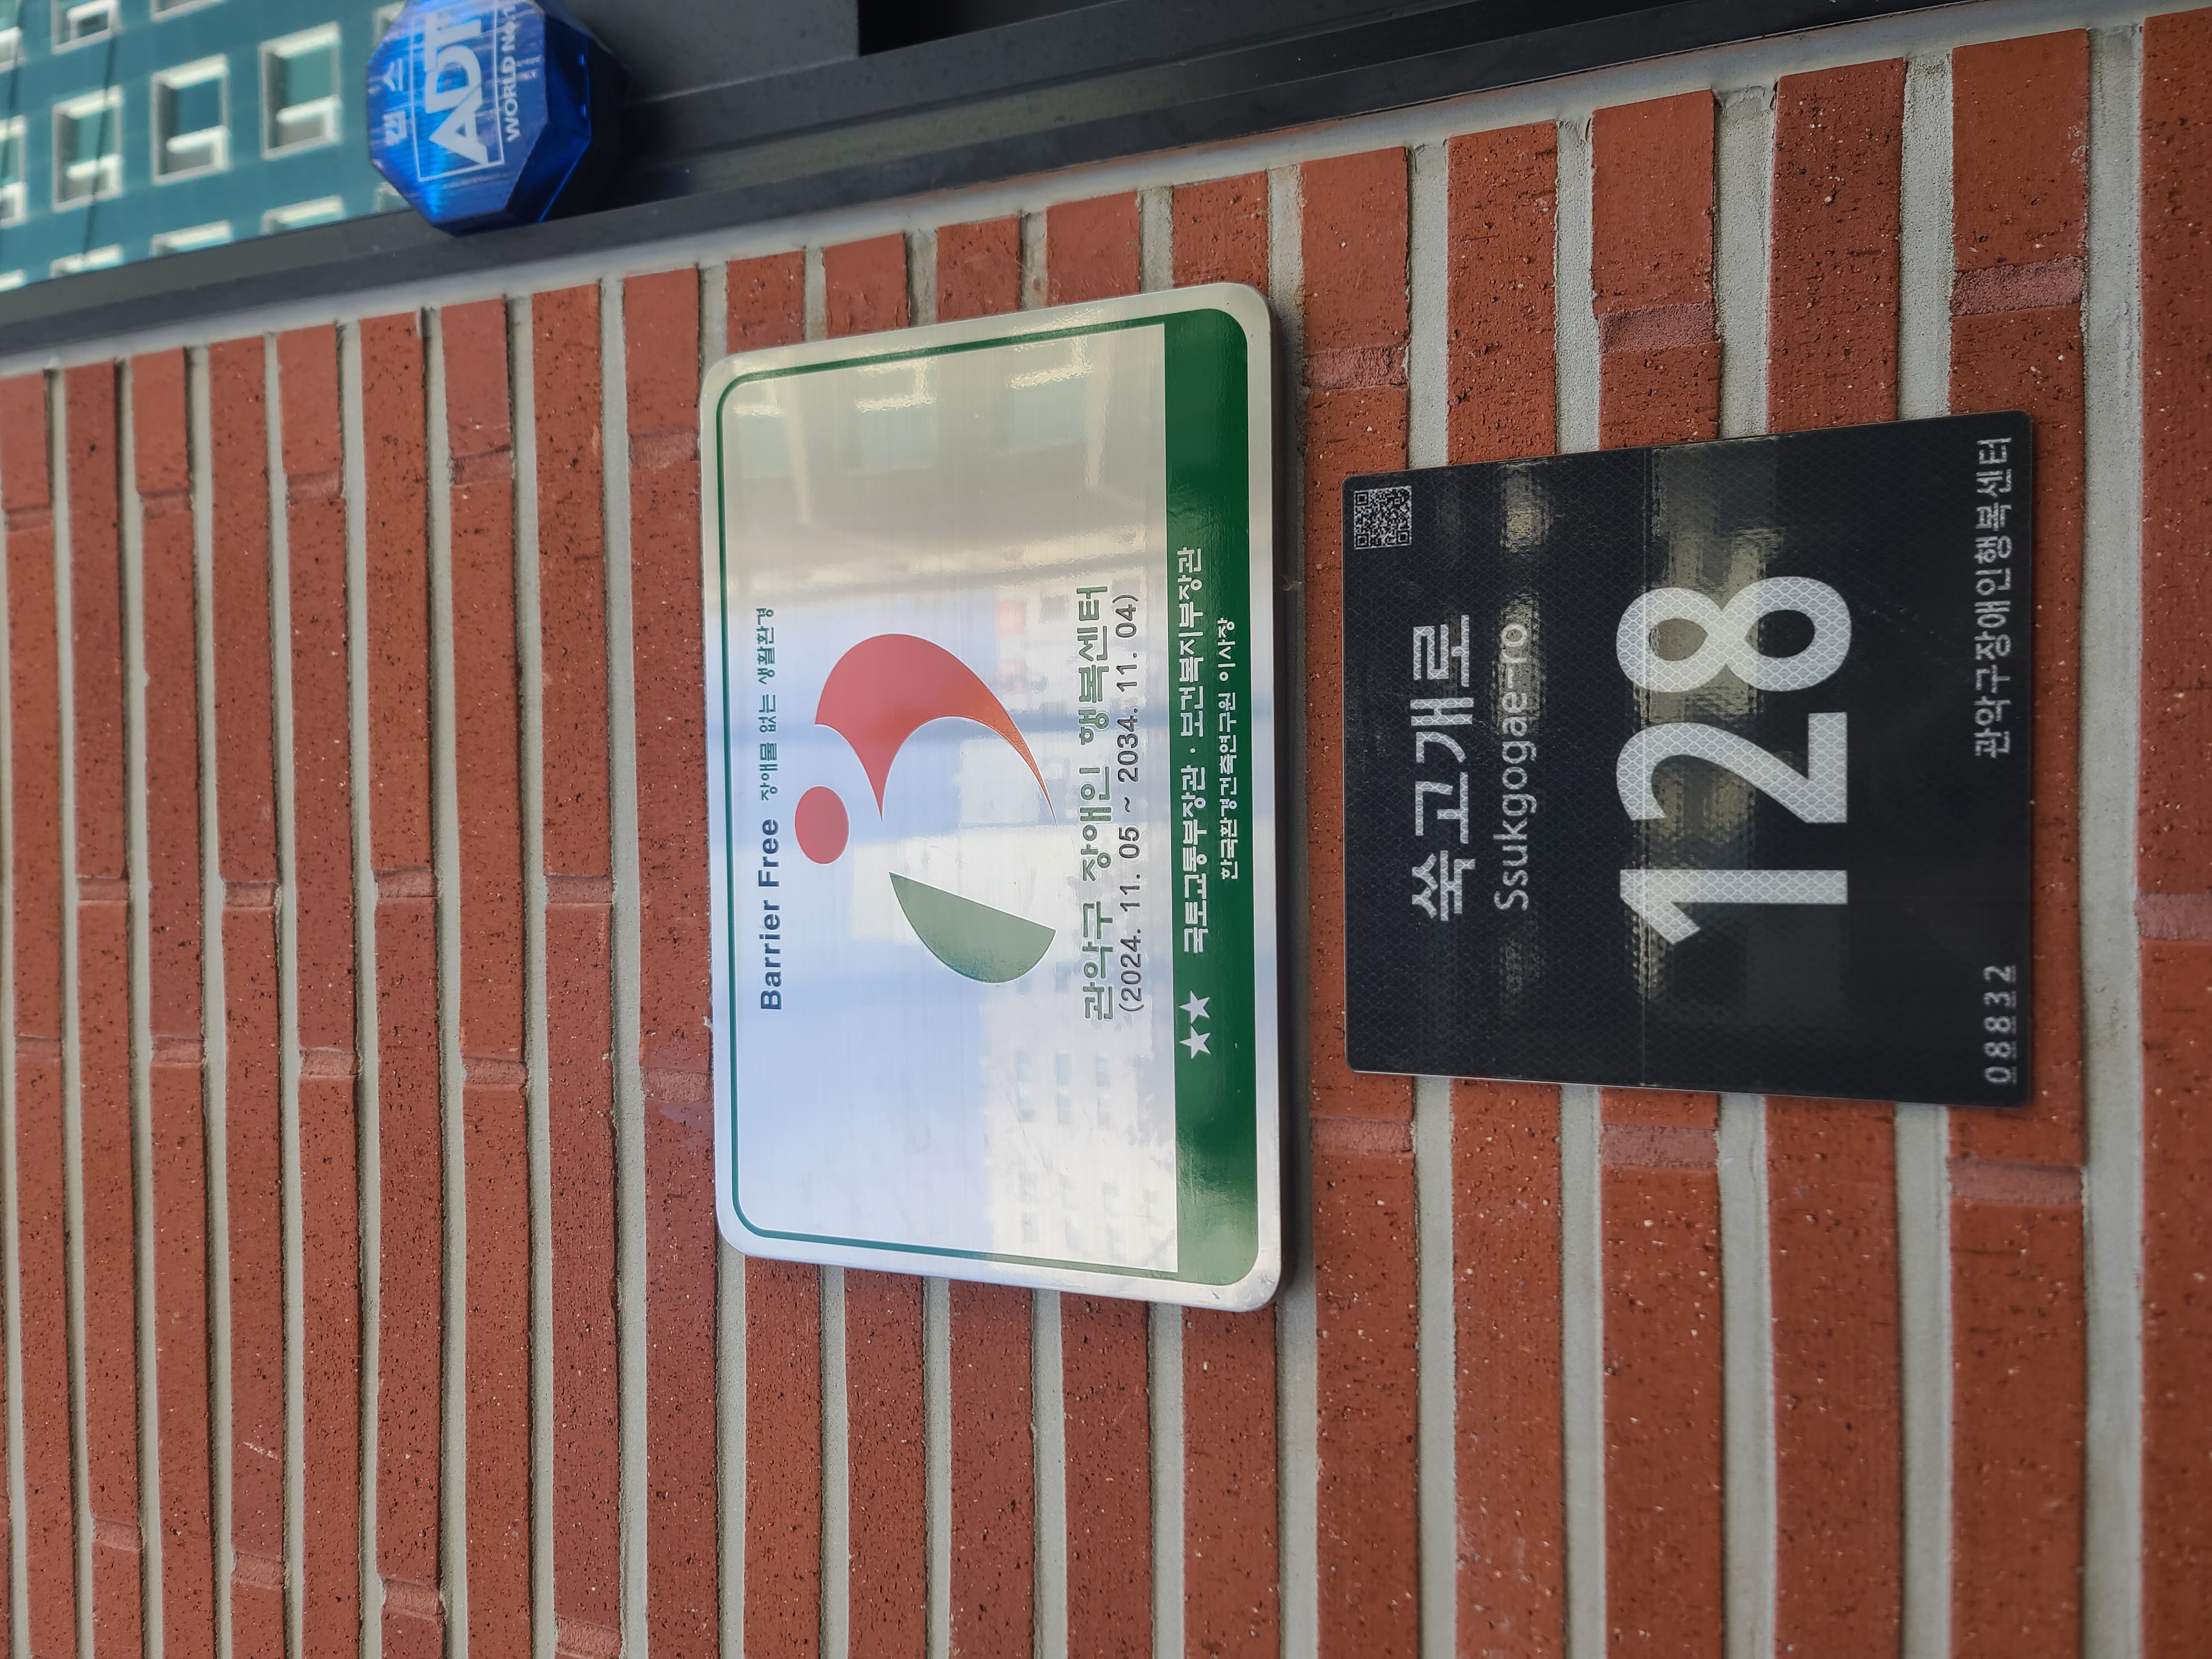 캡스
ADT
WORLD No.1
Barrier Free 장애물 없는 생활환경
관악구 장애인 행복센터
(2024. 11. 05 ~ 2034. 11. 04)
★★ 국토교통부장관 · 보건복지부장관
한국환경건축연구원 이사장
쑥고개로
Ssukgogae-ro
128
08832 관악구장애인행복센터